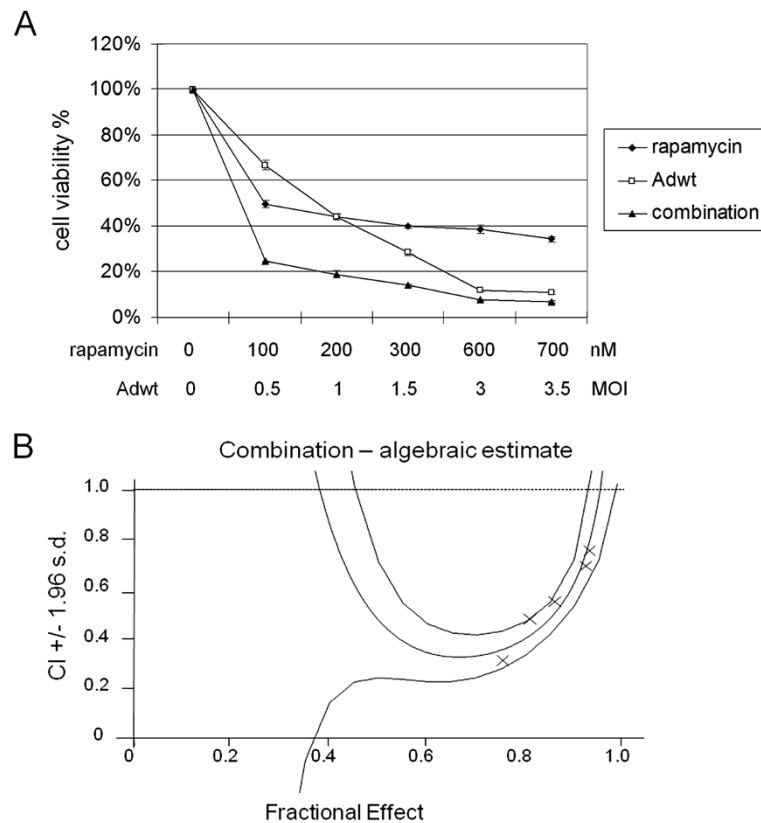 A
120%
100%
80%
60%
40%
20%
0%
cell viability %
rapamycin
Adwt
combination
rapamycin 0 100 200 300 600 700 nM
Adwt 0 0.5 1 1.5 3 3.5 MOI
B
Combination – algebraic estimate
1.0
0.8
0.6
0.4
0.2
0
CI +/- 1.96 s.d.
0 0.2 0.4 0.6 0.8 1.0
Fractional Effect